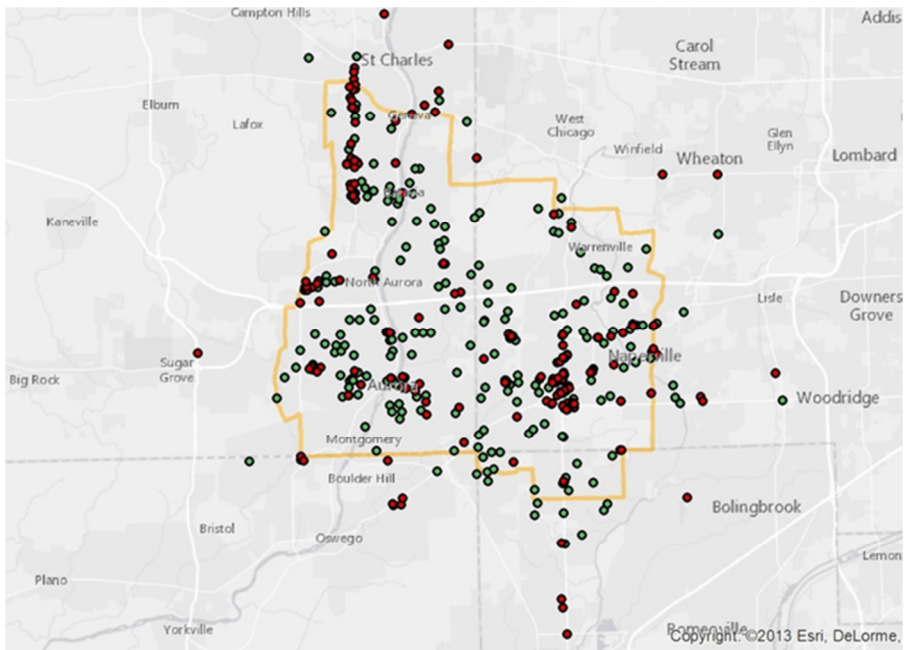 Campton Hills
Addis
St Charles
Carol
Stream
Elburn
Lafox
Geneva
West
Chicago
Glen
Ellyn
Winfield
Wheaton
Lombard
Kaneville
Batavia
Warrenville
North Aurora
Lisle
Downers
Grove
Naperville
Sugar
Grove
Big Rock
Aurora
Woodridge
Montgomery
Boulder Hill
Bolingbrook
Bristol
Oswego
Lemon
Plano
Yorkville
Romeoville
Copyright: ©2013 Esri, DeLorme,